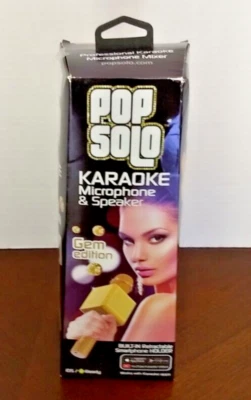 Professional Karaoke
Microphone Mixer
popsolo.com
POP
SOLO
KARAOKE
Microphone
& Speaker
Gem
edition
BUILT-IN Retractable
Smartphone HOLDER